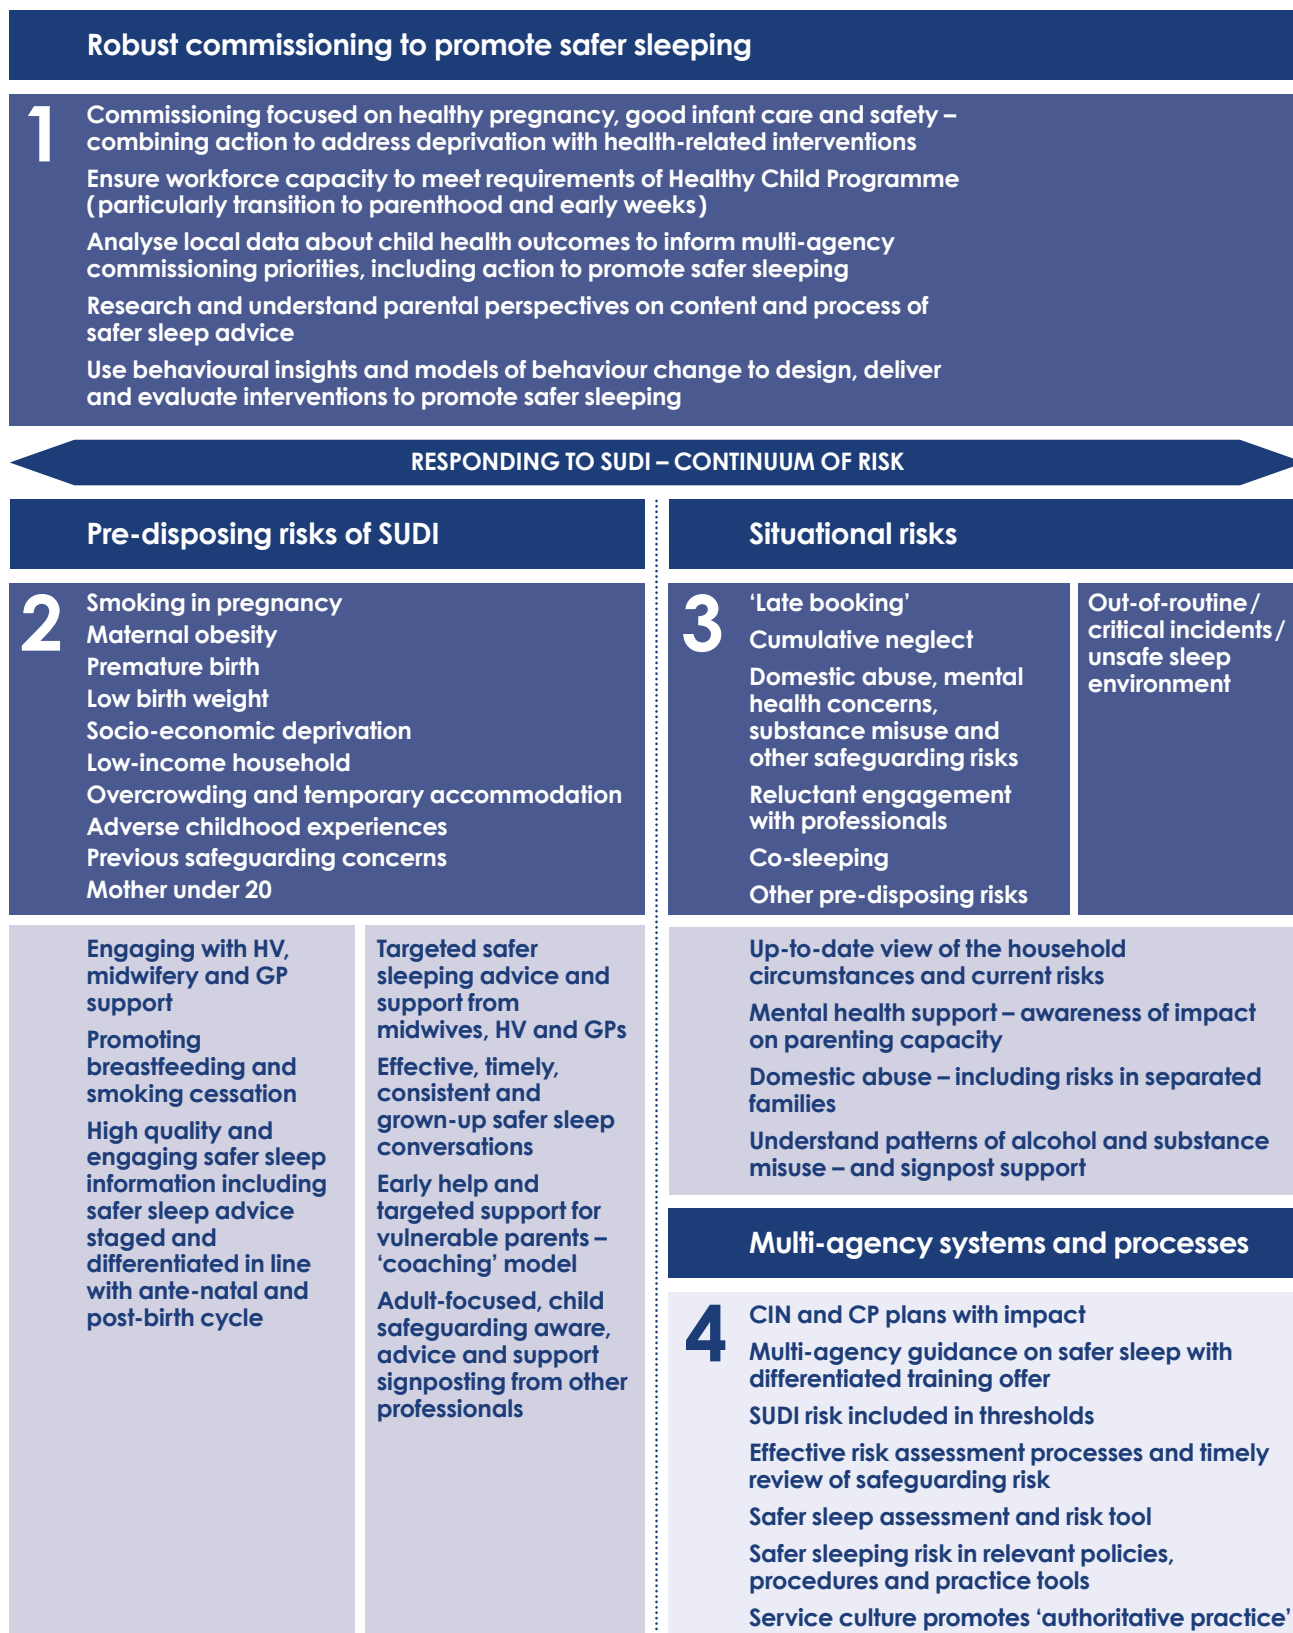 Robust commissioning to promote safer sleeping
1
Commissioning focused on healthy pregnancy, good infant care and safety –
combining action to address deprivation with health-related interventions
Ensure workforce capacity to meet requirements of Healthy Child Programme
(particularly transition to parenthood and early weeks)
Analyse local data about child health outcomes to inform multi-agency
commissioning priorities, including action to promote safer sleeping
Research and understand parental perspectives on content and process of
safer sleep advice
Use behavioural insights and models of behaviour change to design, deliver
and evaluate interventions to promote safer sleeping
RESPONDING TO SUDI – CONTINUUM OF RISK
Pre-disposing risks of SUDI
2
Smoking in pregnancy
Maternal obesity
Premature birth
Low birth weight
Socio-economic deprivation
Low-income household
Overcrowding and temporary accommodation
Adverse childhood experiences
Previous safeguarding concerns
Mother under 20
Engaging with HV,
midwifery and GP
support
Promoting
breastfeeding and
smoking cessation
High quality and
engaging safer sleep
information including
safer sleep advice
staged and
differentiated in line
with ante-natal and
post-birth cycle
Targeted safer
sleeping advice and
support from
midwives, HV and GPs
Effective, timely,
consistent and
grown-up safer sleep
conversations
Early help and
targeted support for
vulnerable parents –
‘coaching’ model
Adult-focused, child
safeguarding aware,
advice and support
signposting from other
professionals
Situational risks
3
‘Late booking’
Cumulative neglect
Domestic abuse, mental
health concerns,
substance misuse and
other safeguarding risks
Reluctant engagement
with professionals
Co-sleeping
Other pre-disposing risks
Out-of-routine/
critical incidents/
unsafe sleep
environment
Up-to-date view of the household
circumstances and current risks
Mental health support – awareness of impact
on parenting capacity
Domestic abuse – including risks in separated
families
Understand patterns of alcohol and substance
misuse – and signpost support
Multi-agency systems and processes
4
CIN and CP plans with impact
Multi-agency guidance on safer sleep with
differentiated training offer
SUDI risk included in thresholds
Effective risk assessment processes and timely
review of safeguarding risk
Safer sleep assessment and risk tool
Safer sleeping risk in relevant policies,
procedures and practice tools
Service culture promotes ‘authoritative practice’